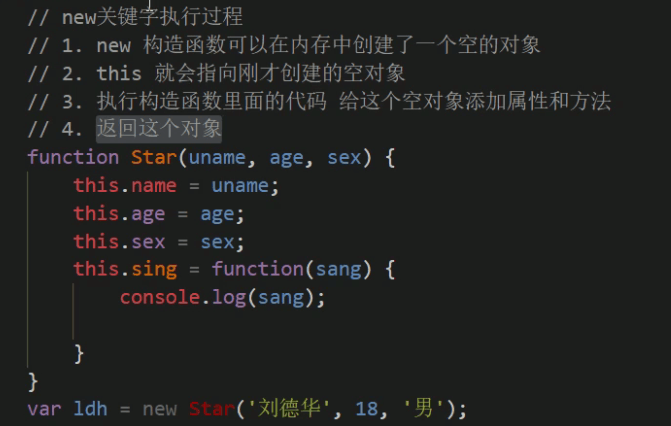 // new关键字执行过程
// 1. new 构造函数可以在内存中创建了一个空的对象
// 2. this 就会指向刚才创建的空对象
// 3. 执行构造函数里面的代码 给这个空对象添加属性和方法
// 4. 返回这个对象
function Star(uname, age, sex) {
    this.name = uname;
    this.age = age;
    this.sex = sex;
    this.sing = function(sang) {
        console.log(sang);
    }
}
var ldh = new Star('刘德华', 18, '男');